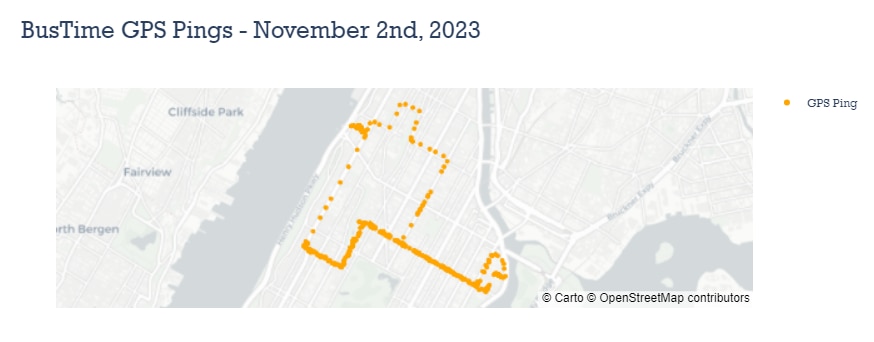 BusTime GPS Pings - November 2nd, 2023
GPS Ping
Cliffside Park
Fairview
rth Bergen
Henry Hudson Pkwy
Bruckner Expy
Bruckner Expy
© Carto © OpenStreetMap contributors